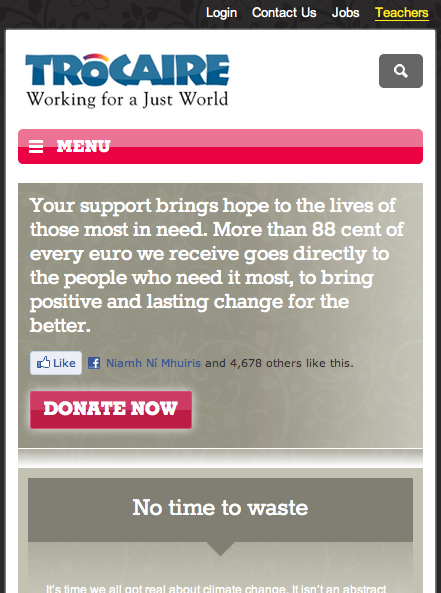 Login Contact Us Jobs Teachers
TRÓCAIRE
Working for a Just World
MENU
Your support brings hope to the lives of
those most in need. More than 88 cent of
every euro we receive goes directly to
the people who need it most, to bring
positive and lasting change for the
better.
Like Niamh Ní Mhuiris and 4,678 others like this.
DONATE NOW
No time to waste
It's time we all got real about climate change. It isn't an abstract